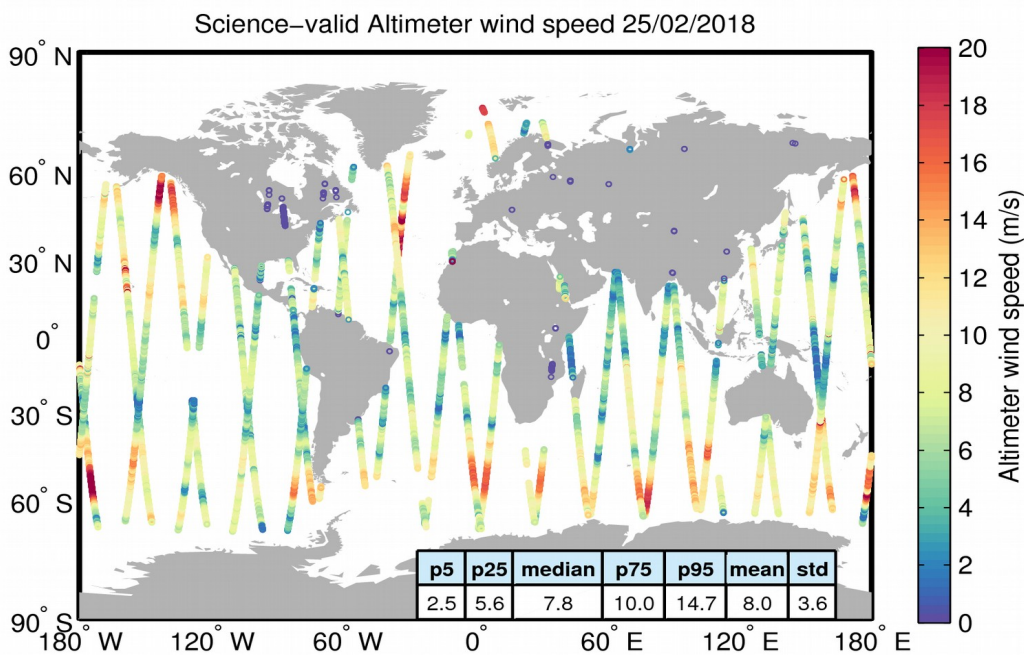 Science-valid Altimeter wind speed 25/02/2018
90° N
60° N
30° N
0°
30° S
60° S
90° S
180° W
120° W
60° W
0°
60° E
120° E
180° E
p5 p25 median p75 p95 mean std
2.5 5.6 7.8 10.0 14.7 8.0 3.6
20
18
16
14
12
10
8
6
4
2
0
Altimeter wind speed (m/s)